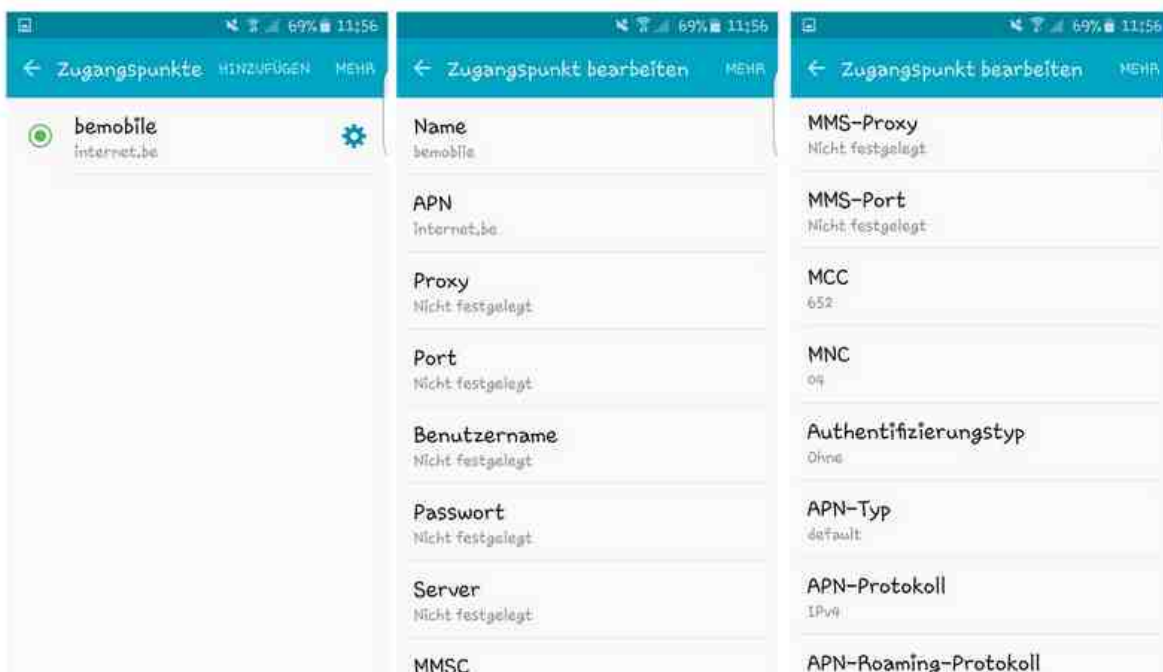 69% 11:56
Zugangspunkte HINZUFÜGEN MEHR
bemobile
internet.be
69% 11:56
Zugangspunkt bearbeiten MEHR
Name
bemobile
APN
internet.be
Proxy
Nicht festgelegt
Port
Nicht festgelegt
Benutzername
Nicht festgelegt
Passwort
Nicht festgelegt
Server
Nicht festgelegt
MMSC
69% 11:56
Zugangspunkt bearbeiten MEHR
MMS-Proxy
Nicht festgelegt
MMS-Port
Nicht festgelegt
MCC
652
MNC
04
Authentifizierungstyp
Ohne
APN-Typ
default
APN-Protokoll
IPv4
APN-Roaming-Protokoll